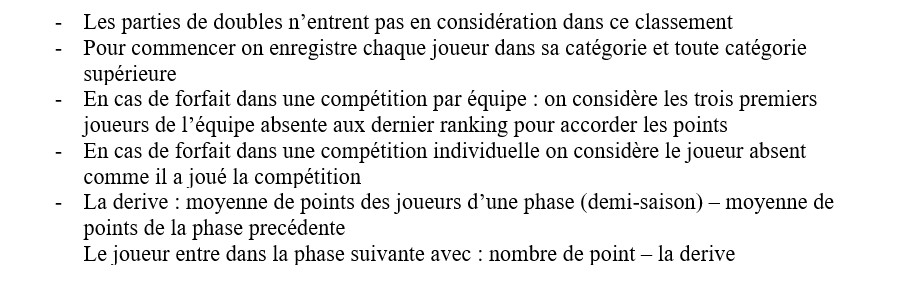 - Les parties de doubles n’entrent pas en considération dans ce classement
- Pour commencer on enregistre chaque joueur dans sa catégorie et toute catégorie
supérieure
- En cas de forfait dans une compétition par équipe : on considère les trois premiers
joueurs de l’équipe absente aux dernier ranking pour accorder les points
- En cas de forfait dans une compétition individuelle on considère le joueur absent
comme il a joué la compétition
- La derive : moyenne de points des joueurs d’une phase (demi-saison) – moyenne de
points de la phase precédente
Le joueur entre dans la phase suivante avec : nombre de point – la derive